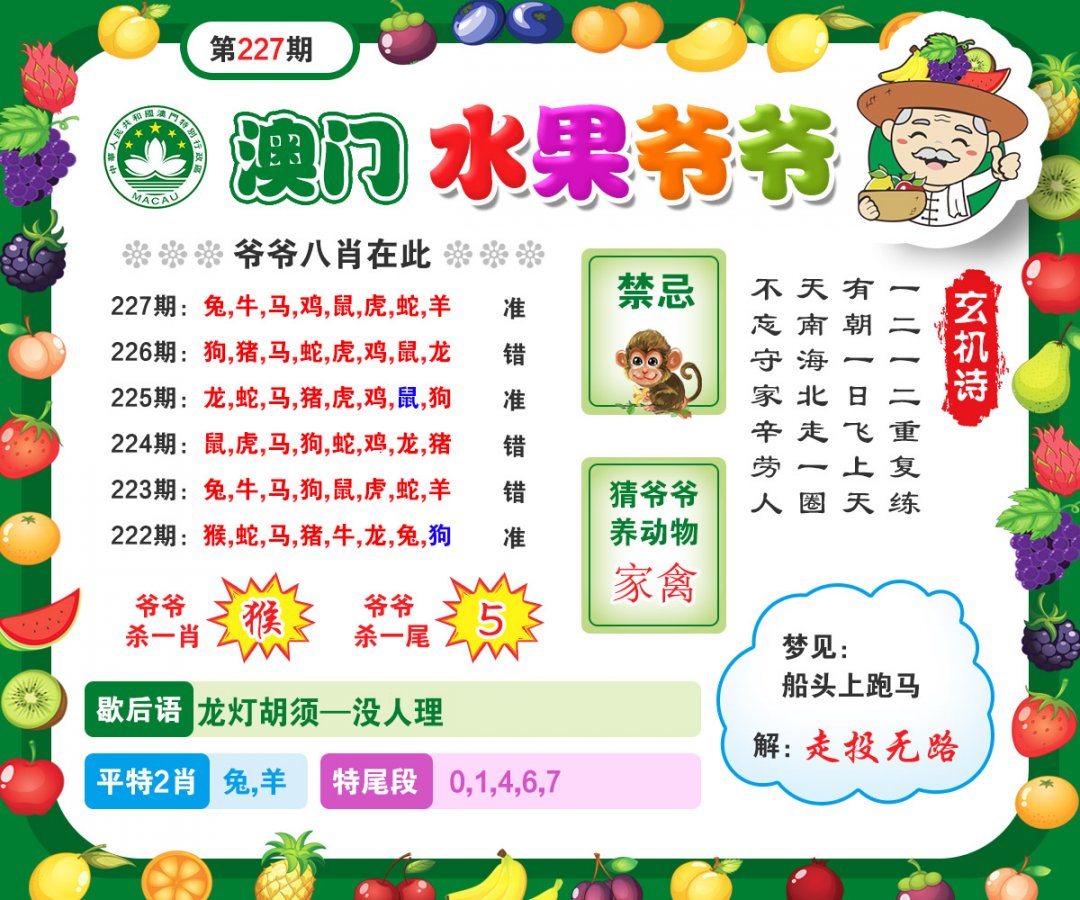 第227期
中華人民共和國澳門特別行政區
MACAU
澳门 水果爷爷
爷爷八肖在此
227期：兔,牛,马,鸡,鼠,虎,蛇,羊 准
226期：狗,猪,马,蛇,虎,鸡,鼠,龙 错
225期：龙,蛇,马,猪,虎,鸡,鼠,狗 准
224期：鼠,虎,马,狗,蛇,鸡,龙,猪 错
223期：兔,牛,马,狗,鼠,虎,蛇,羊 错
222期：猴,蛇,马,猪,牛,龙,兔,狗 准
爷爷
杀一肖
猴
爷爷
杀一尾
5
禁忌
猜爷爷
养动物
家禽
玄机诗
一二一二重复练
有朝一日飞上天
天南海北走一圈
不忘守家辛劳人
歇后语 龙灯胡须—没人理
平特2肖 兔,羊
特尾段 0,1,4,6,7
梦见：
船头上跑马
解：走投无路